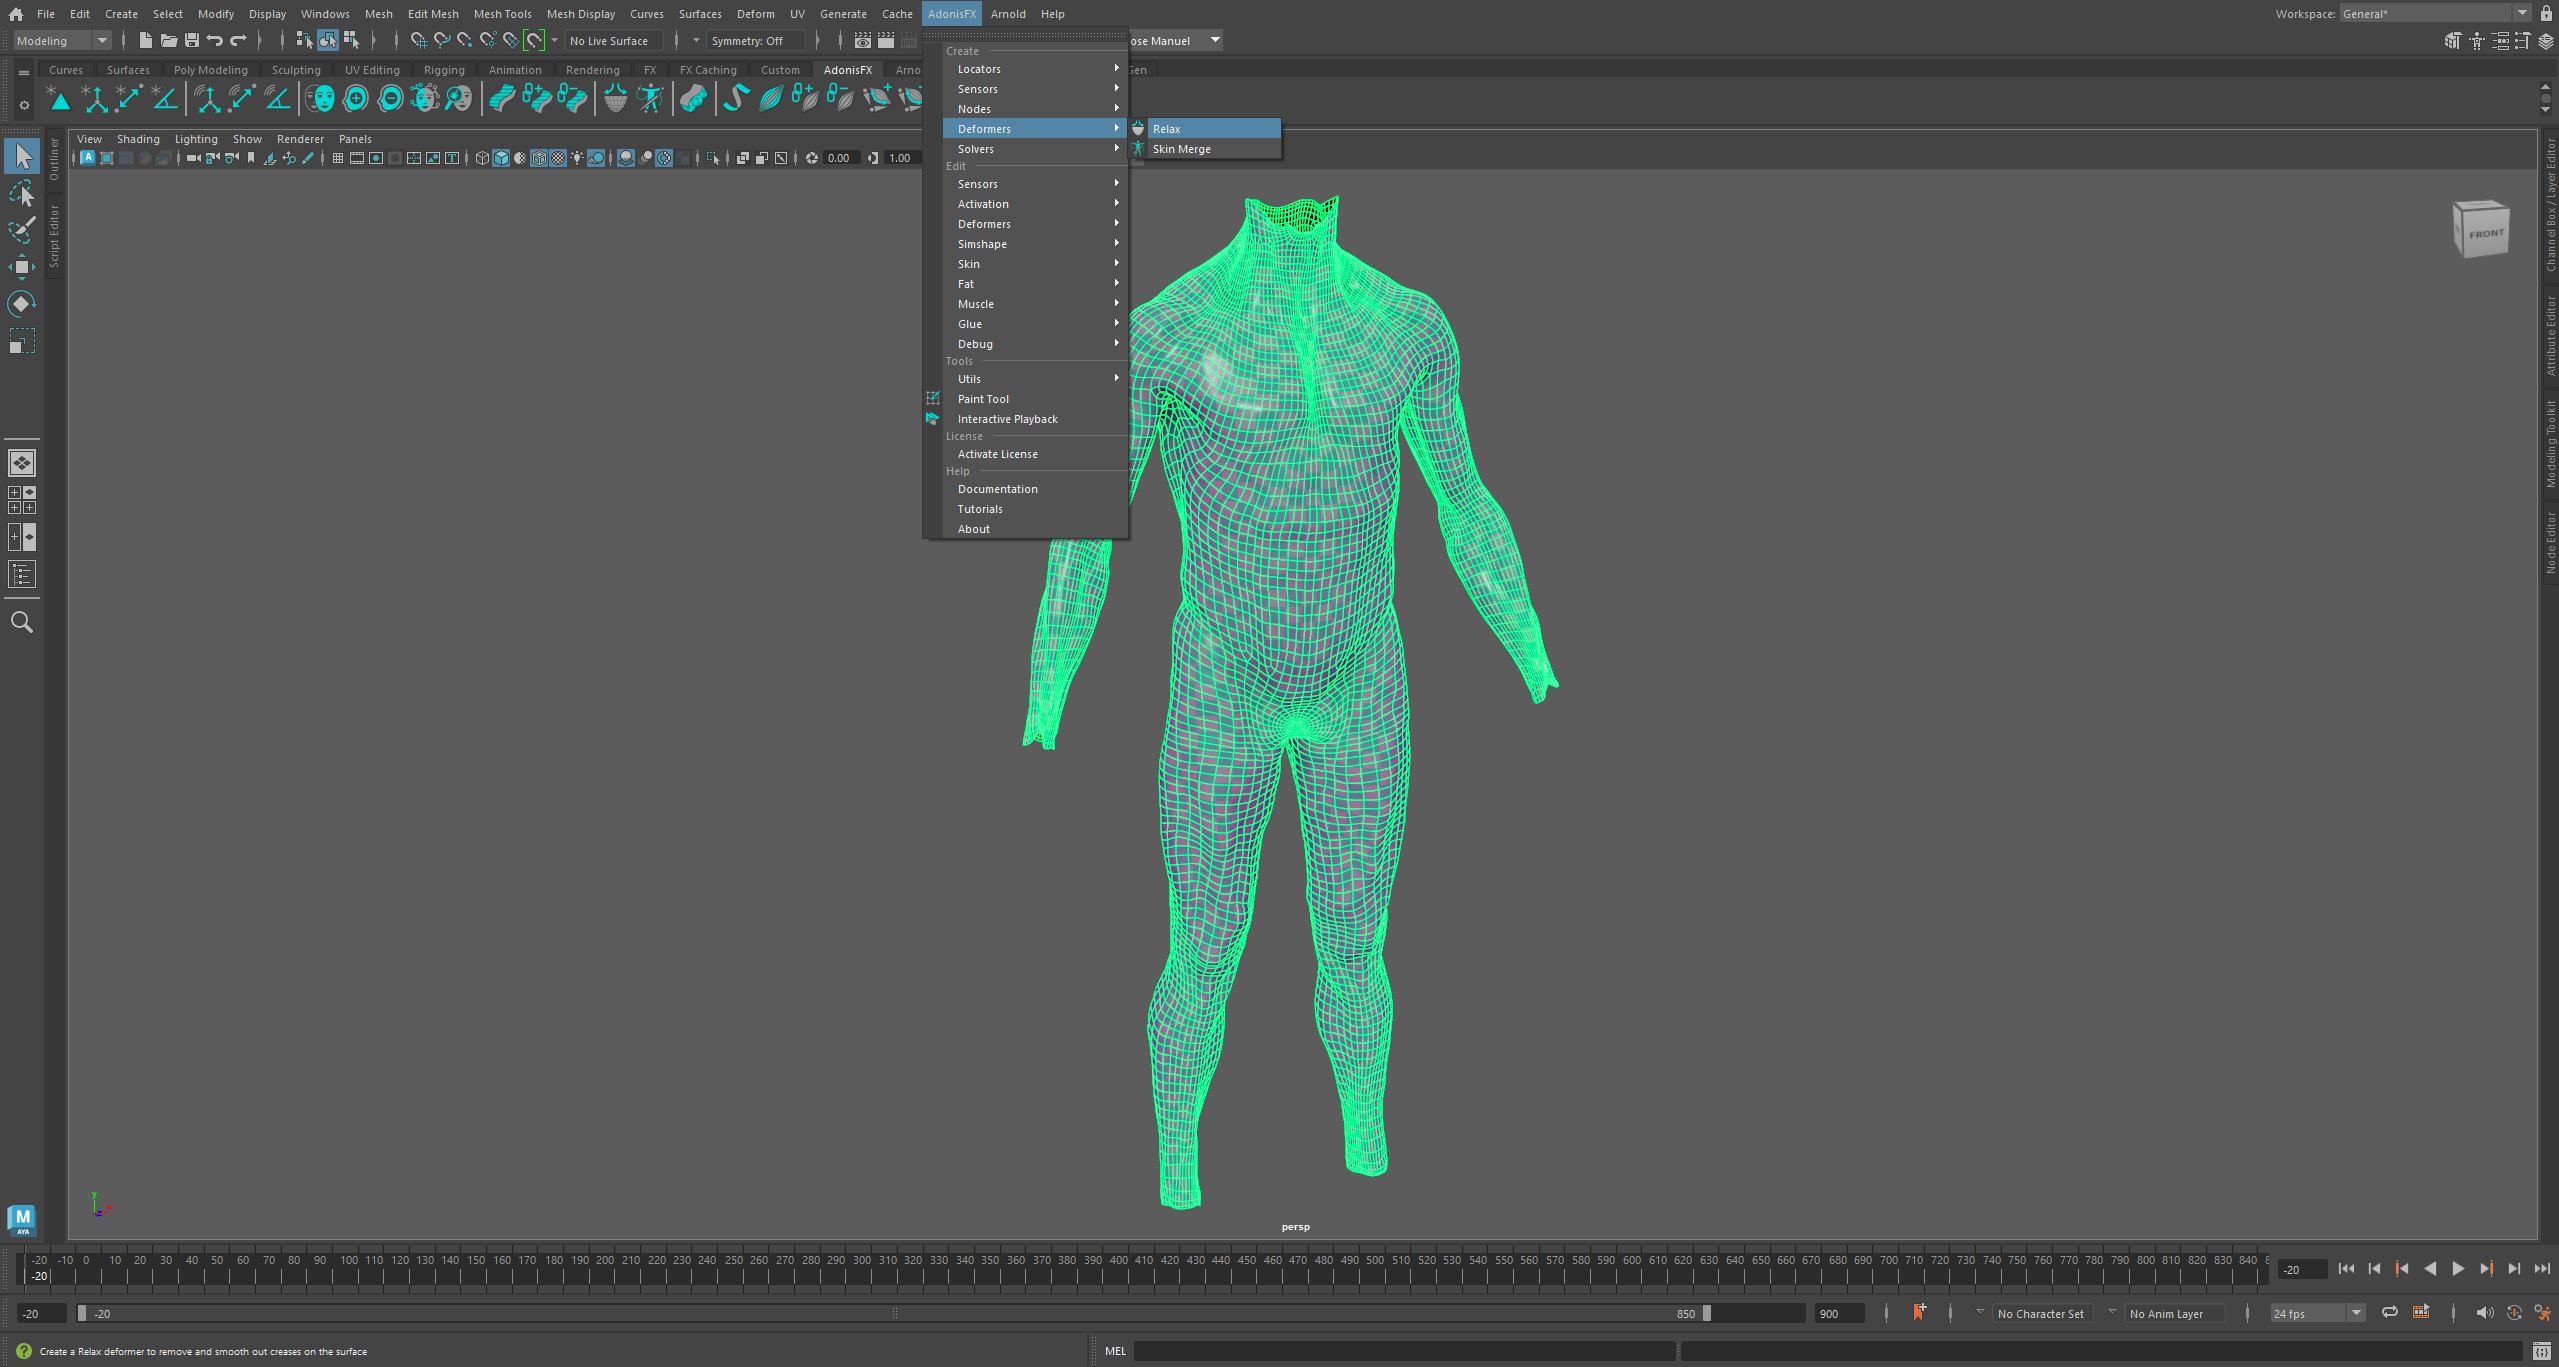 File Edit Create Select Modify Display Windows Mesh Edit Mesh Mesh Tools Mesh Display Curves Surfaces Deform UV Generate Cache AdonisFX Arnold Help Workspace: General*
Modeling No Live Surface Symmetry: Off ose Manuel
Curves Surfaces Poly Modeling Sculpting UV Editing Rigging Animation Rendering FX FX Caching Custom AdonisFX Arno Gen
View Shading Lighting Show Renderer Panels
0.00 1.00
Outliner
Script Editor
Create
Locators
Sensors
Nodes
Deformers
Solvers
Relax
Skin Merge
Edit
Sensors
Activation
Deformers
Simshape
Skin
Fat
Muscle
Glue
Debug
Tools
Utils
Paint Tool
Interactive Playback
License
Activate License
Help
Documentation
Tutorials
About
FRONT
Channel Box / Layer Editor
Attribute Editor
Modeling Toolkit
Node Editor
M
AYA
y
persp
-20 -10 0 10 20 30 40 50 60 70 80 90 100 110 120 130 140 150 160 170 180 190 200 210 220 230 240 250 260 270 280 290 300 310 320 330 340 350 360 370 380 390 400 410 420 430 440 450 460 470 480 490 500 510 520 530 540 550 560 570 580 590 600 610 620 630 640 650 660 670 680 690 700 710 720 730 740 750 760 770 780 790 800 810 820 830 840 8
-20
-20
-20 -20 850 900 No Character Set No Anim Layer 24 fps
Create a Relax deformer to remove and smooth out creases on the surface MEL